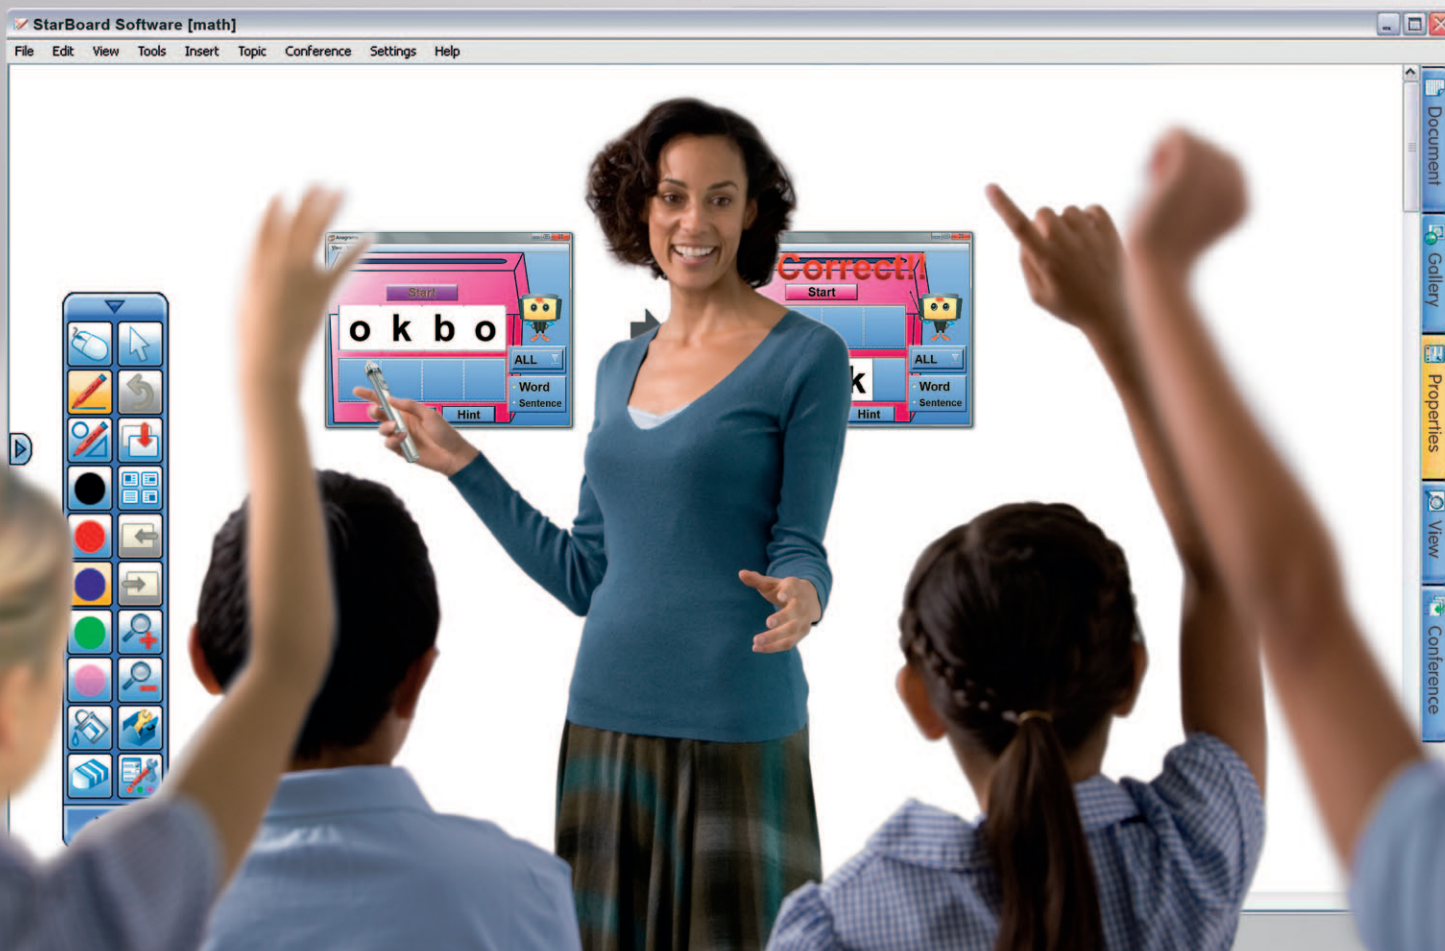 StarBoard Software [math]
File Edit View Tools Insert Topic Conference Settings Help
Document
Gallery
Properties
View
Conference
Start
o k b o
ALL
Word
Sentence
Hint
Correct!!
Start
k
ALL
Word
Sentence
Hint